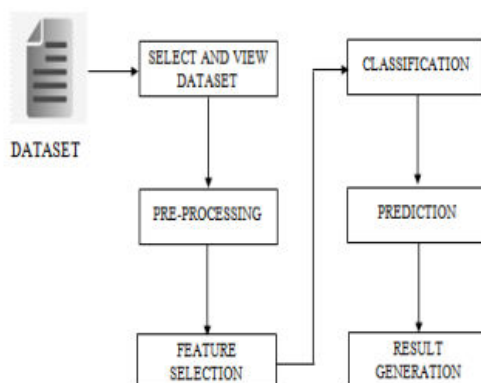 DATASET
SELECT AND VIEW
DATASET
PRE-PROCESSING
FEATURE
SELECTION
CLASSIFICATION
PREDICTION
RESULT
GENERATION